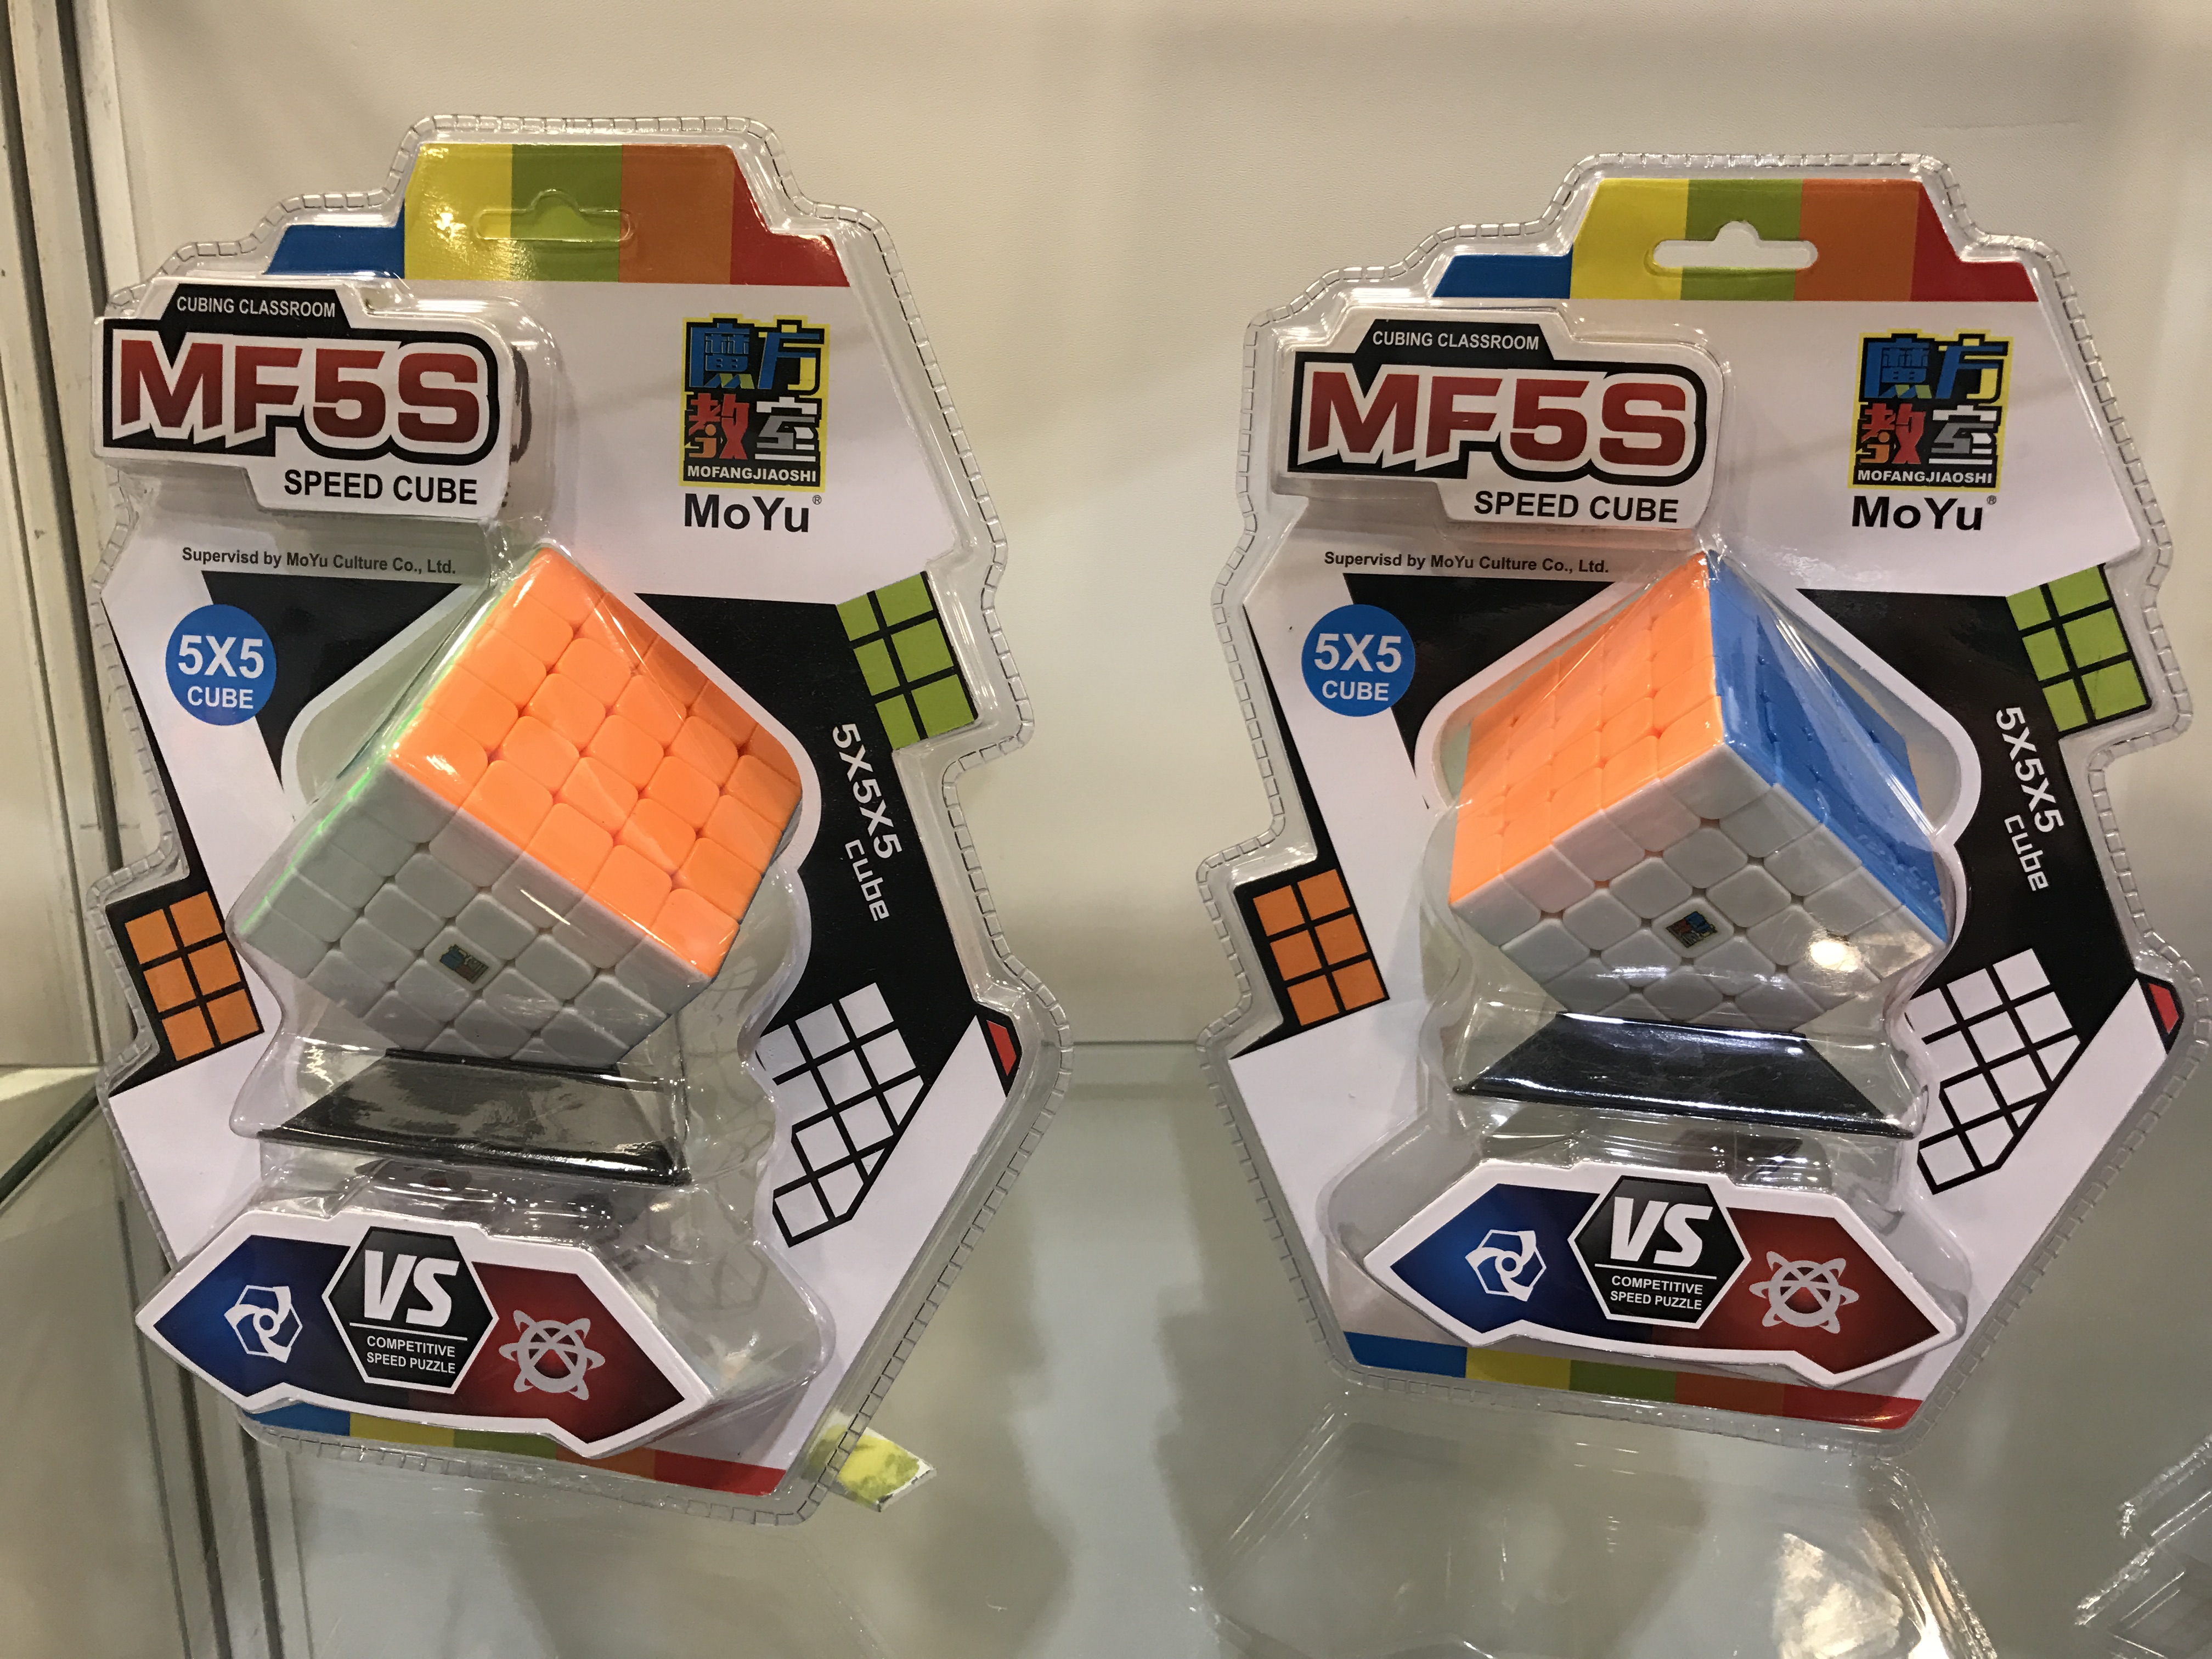 CUBING CLASSROOM
MF5S
SPEED CUBE
魔方
教室
MOFANGJIAOSHI
MoYu®
Supervisd by MoYu Culture Co., Ltd.
5X5
CUBE
5X5X5
cube
VS
COMPETITIVE
SPEED PUZZLE
CUBING CLASSROOM
MF5S
SPEED CUBE
魔方
教室
MOFANGJIAOSHI
MoYu®
Supervisd by MoYu Culture Co., Ltd.
5X5
CUBE
5X5X5
cube
VS
COMPETITIVE
SPEED PUZZLE